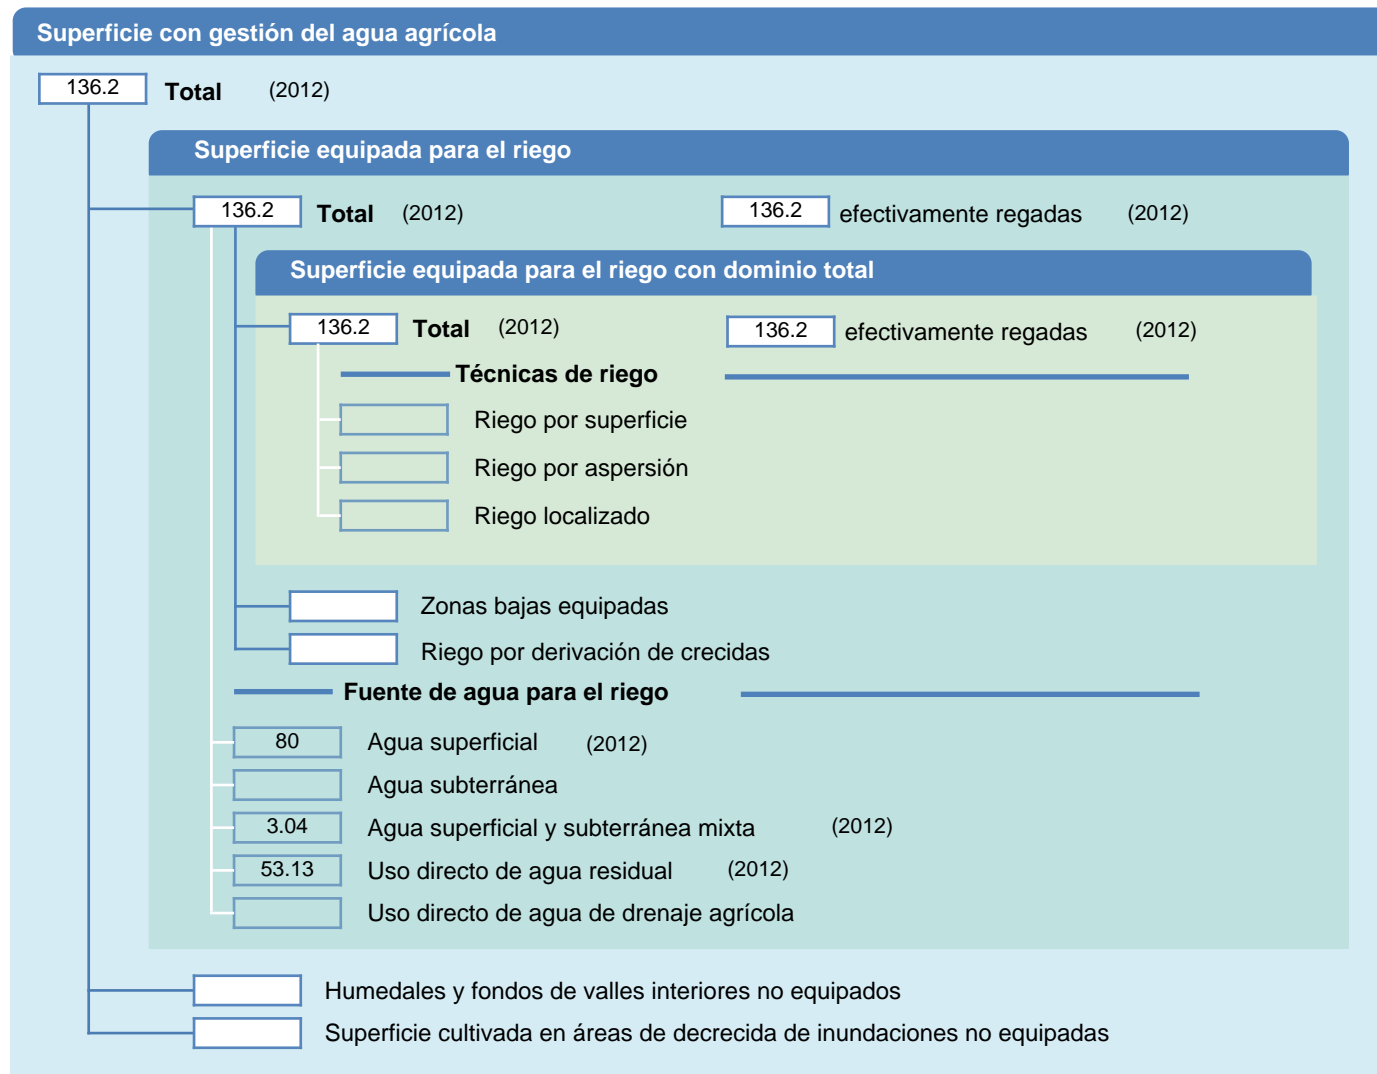 Superficie con gestión del agua agrícola
136.2 Total (2012)
Superficie equipada para el riego
136.2 Total (2012) 136.2 efectivamente regadas (2012)
Superficie equipada para el riego con dominio total
136.2 Total (2012) 136.2 efectivamente regadas (2012)
Técnicas de riego
Riego por superficie
Riego por aspersión
Riego localizado
Zonas bajas equipadas
Riego por derivación de crecidas
Fuente de agua para el riego
80 Agua superficial (2012)
Agua subterránea
3.04 Agua superficial y subterránea mixta (2012)
53.13 Uso directo de agua residual (2012)
Uso directo de agua de drenaje agrícola
Humedales y fondos de valles interiores no equipados
Superficie cultivada en áreas de decrecida de inundaciones no equipadas